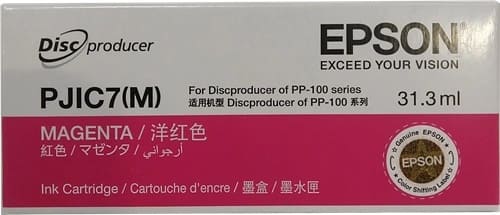 Disc producer
EPSON®
EXCEED YOUR VISION
PJIC7(M)
For Discproducer of PP-100 series
适用机型 Discproducer of PP-100 系列
31.3 ml
MAGENTA / 洋红色
紅色 / マゼンタ / أرجواني
Ink Cartridge / Cartouche d'encre / 墨盒 / 墨水匣
Genuine EPSON
EPSON
Color Shifting Label